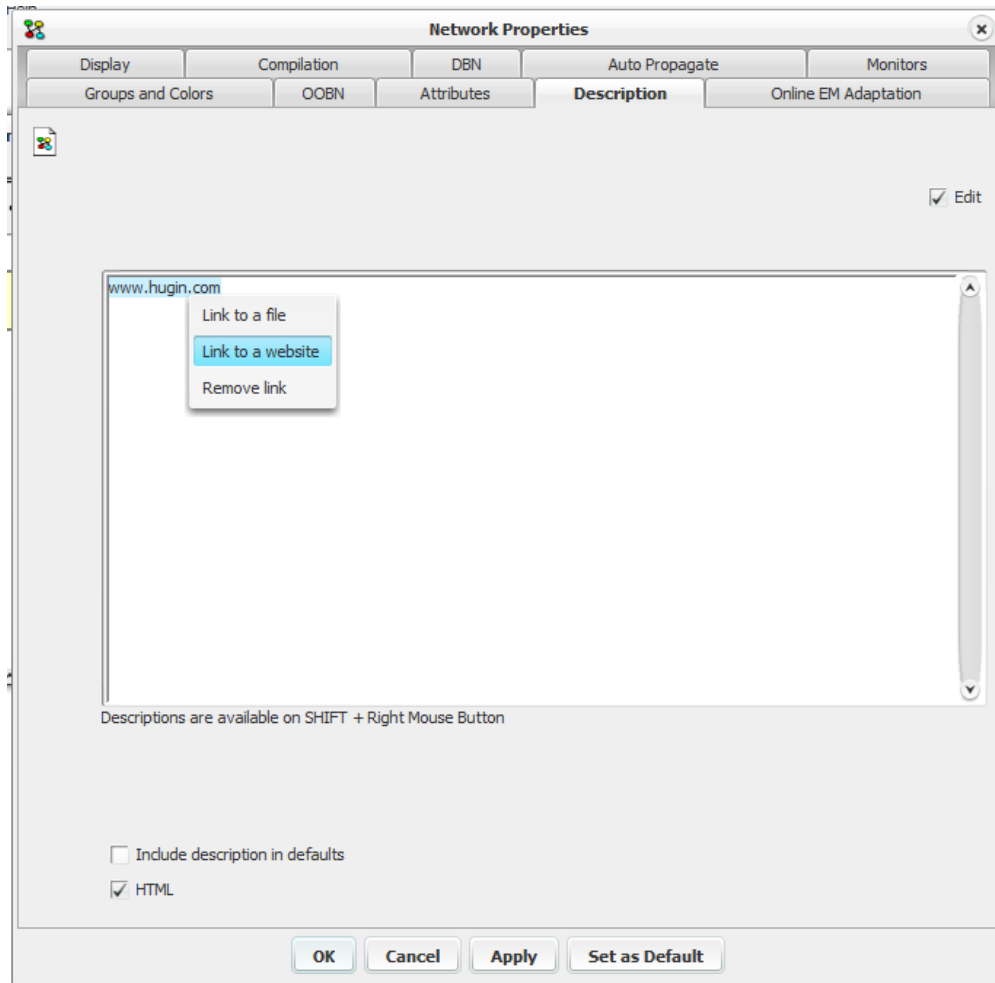 Network Properties
Display Compilation DBN Auto Propagate Monitors
Groups and Colors OOBN Attributes Description Online EM Adaptation
Edit
www.hugin.com
Link to a file
Link to a website
Remove link
Descriptions are available on SHIFT + Right Mouse Button
Include description in defaults
HTML
OK Cancel Apply Set as Default